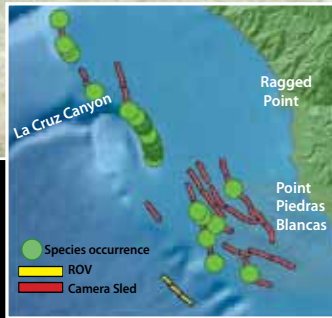 Ragged
Point
La Cruz Canyon
Point
Piedras
Blancas
Species occurrence
ROV
Camera Sled